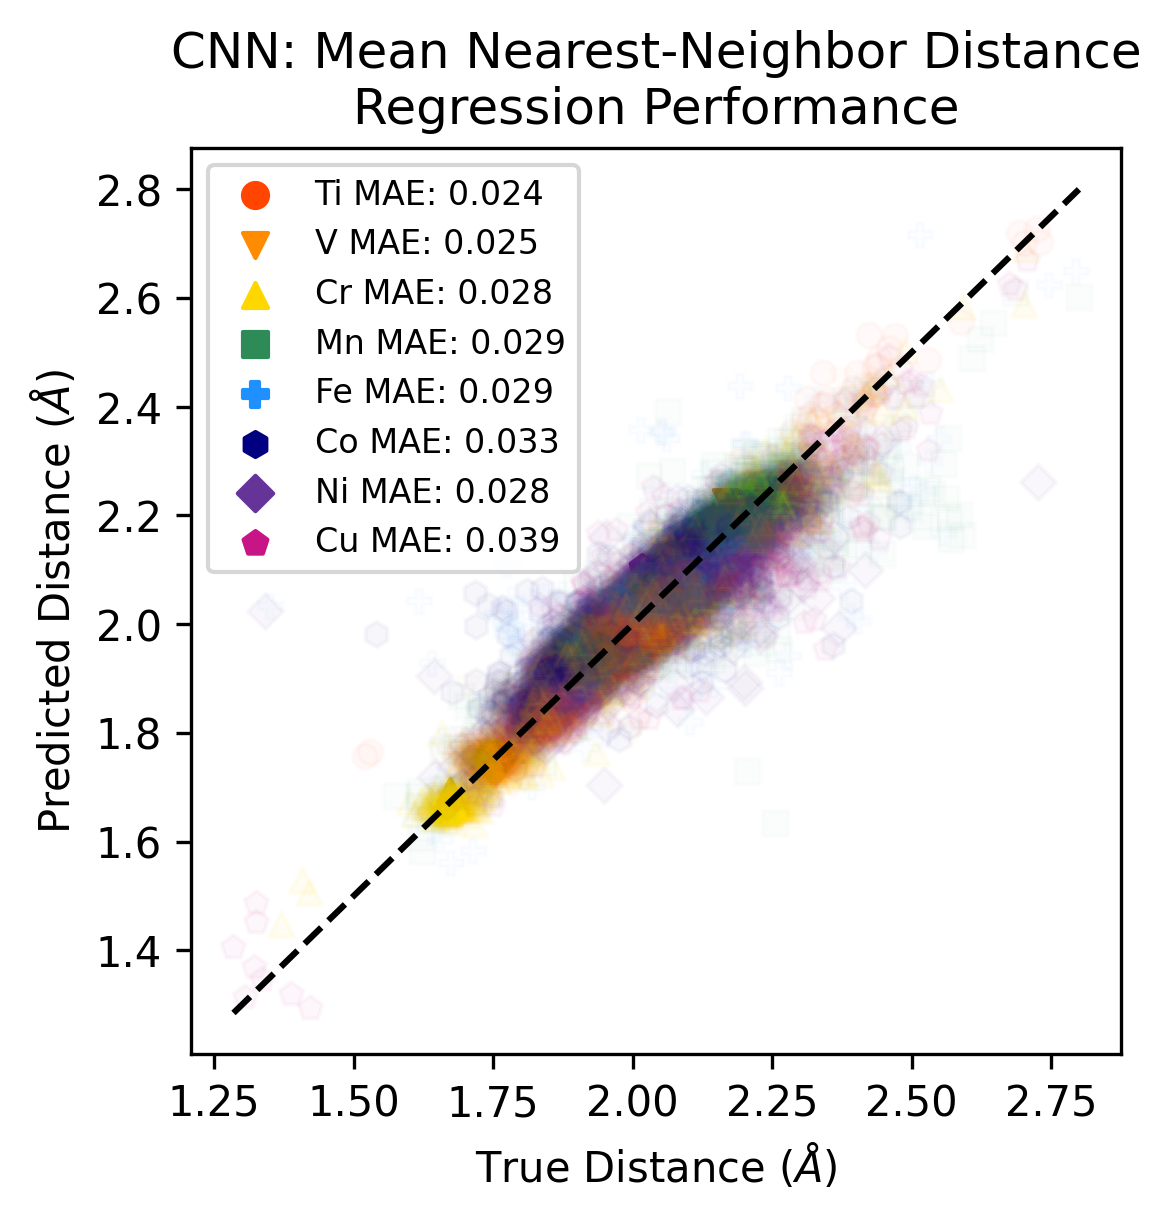 CNN: Mean Nearest-Neighbor Distance
Regression Performance
Ti MAE: 0.024
V MAE: 0.025
Cr MAE: 0.028
Mn MAE: 0.029
Fe MAE: 0.029
Co MAE: 0.033
Ni MAE: 0.028
Cu MAE: 0.039
Predicted Distance (Å)
2.8
2.6
2.4
2.2
2.0
1.8
1.6
1.4
1.25 1.50 1.75 2.00 2.25 2.50 2.75
True Distance (Å)